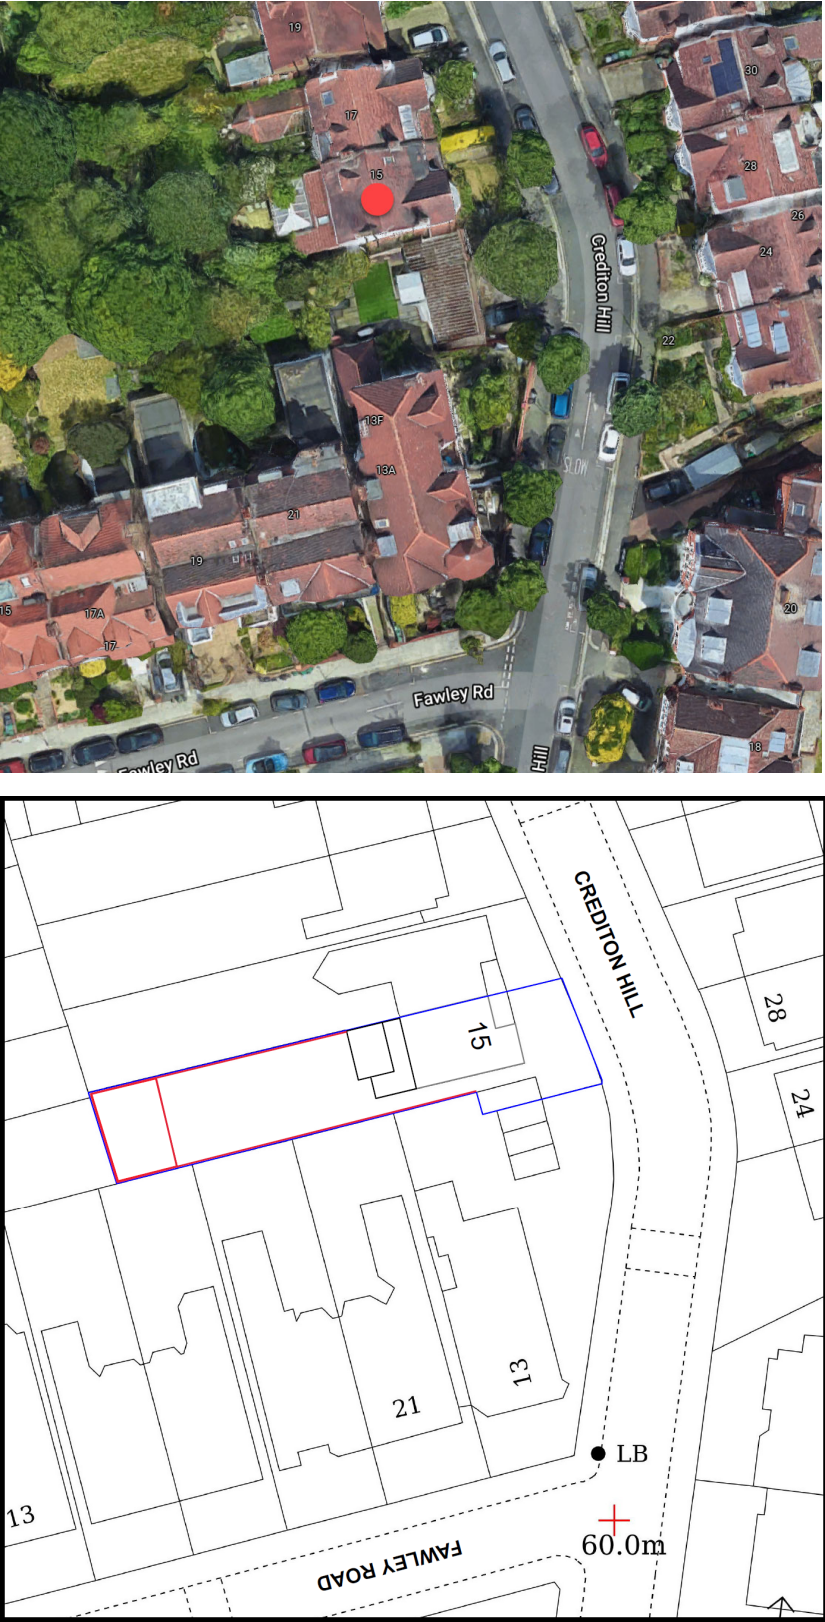 19
30
17
28
15
26
24
Crediton Hill
22
13F
13A
SLOW
21
19
15
17A
20
17
Fawley Rd
18
Fawley Rd
Hill
CREDITON HILL
28
15
24
13
21
LB
13
60.0m
FAWLEY ROAD